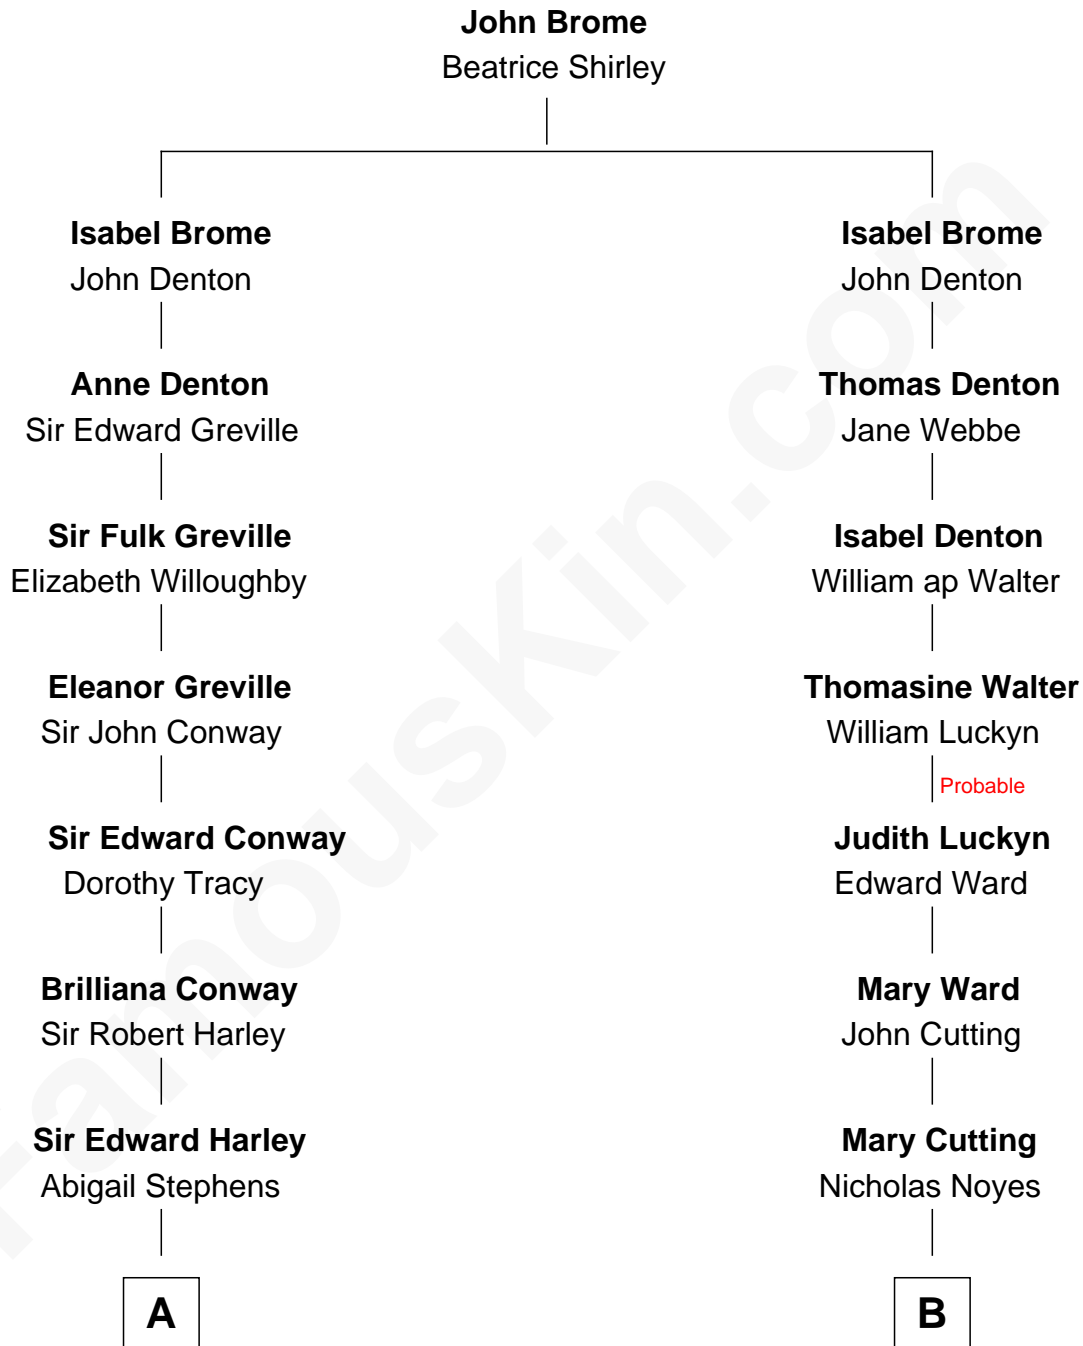 John Brome
Beatrice Shirley
Isabel Brome
John Denton
Isabel Brome
John Denton
Anne Denton
Sir Edward Greville
Thomas Denton
Jane Webbe
Sir Fulk Greville
Elizabeth Willoughby
Isabel Denton
William ap Walter
Eleanor Greville
Sir John Conway
Thomasine Walter
William Luckyn
Probable
Sir Edward Conway
Dorothy Tracy
Judith Luckyn
Edward Ward
Brilliana Conway
Sir Robert Harley
Mary Ward
John Cutting
Sir Edward Harley
Abigail Stephens
Mary Cutting
Nicholas Noyes
A
B
FamousKin.com